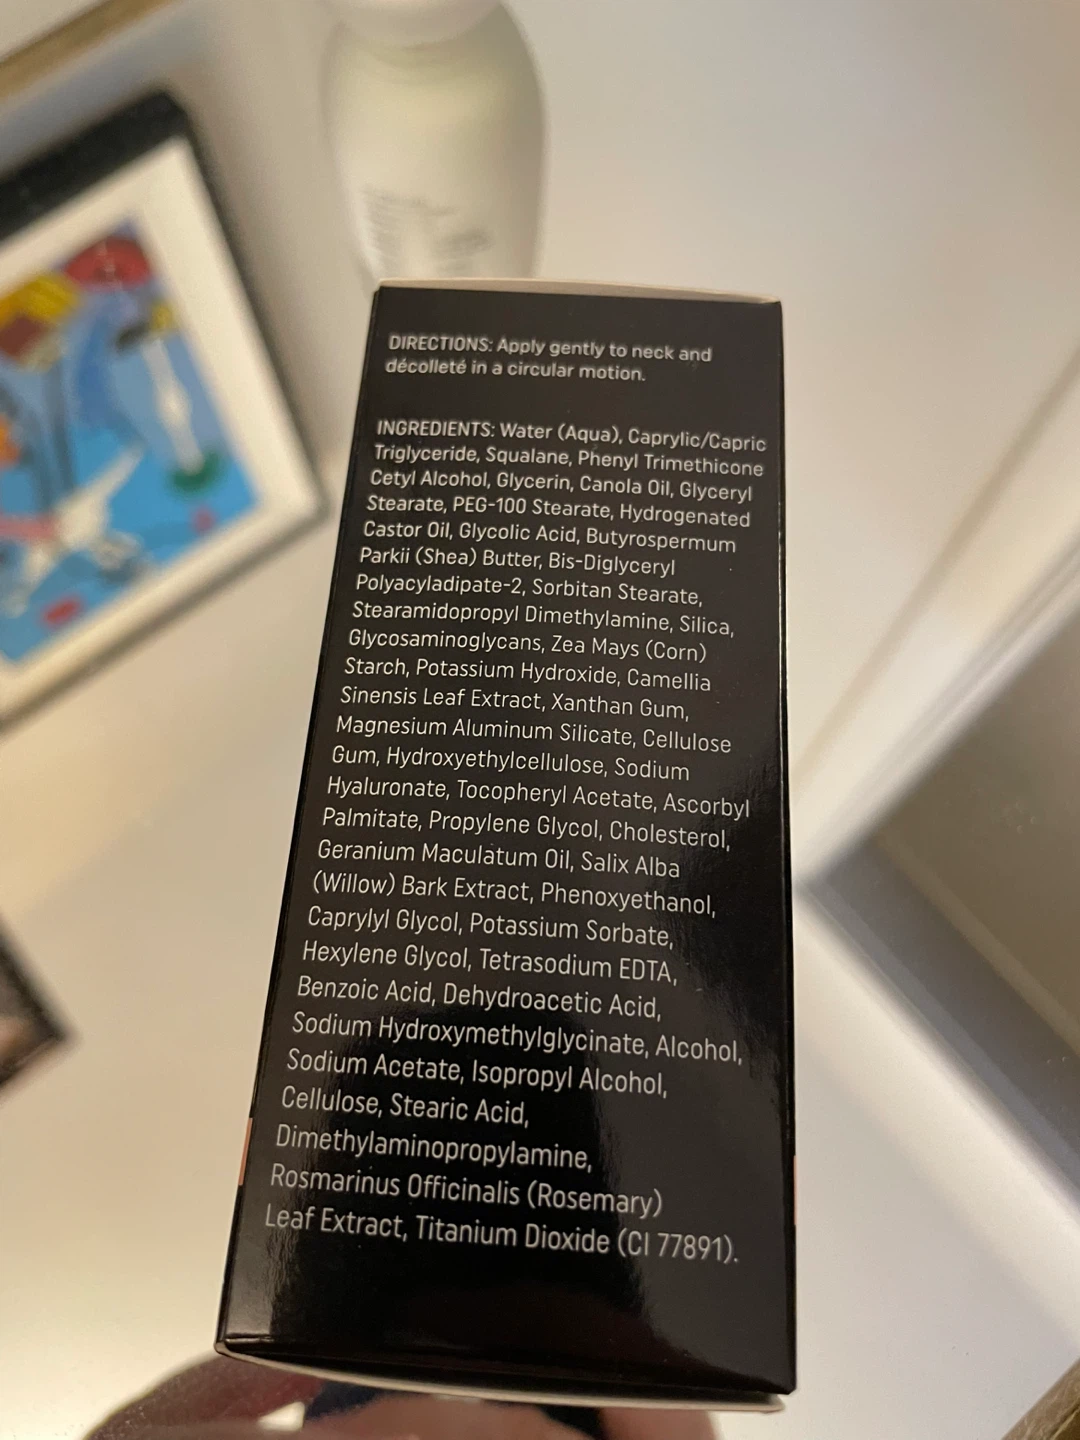 DIRECTIONS: Apply gently to neck and
décolleté in a circular motion.
INGREDIENTS: Water (Aqua), Caprylic/Capric
Triglyceride, Squalane, Phenyl Trimethicone
Cetyl Alcohol, Glycerin, Canola Oil, Glyceryl
Stearate, PEG-100 Stearate, Hydrogenated
Castor Oil, Glycolic Acid, Butyrospermum
Parkii (Shea) Butter, Bis-Diglyceryl
Polyacyladipate-2, Sorbitan Stearate,
Stearamidopropyl Dimethylamine, Silica,
Glycosaminoglycans, Zea Mays (Corn)
Starch, Potassium Hydroxide, Camellia
Sinensis Leaf Extract, Xanthan Gum,
Magnesium Aluminum Silicate, Cellulose
Gum, Hydroxyethylcellulose, Sodium
Hyaluronate, Tocopheryl Acetate, Ascorbyl
Palmitate, Propylene Glycol, Cholesterol,
Geranium Maculatum Oil, Salix Alba
(Willow) Bark Extract, Phenoxyethanol,
Caprylyl Glycol, Potassium Sorbate,
Hexylene Glycol, Tetrasodium EDTA,
Benzoic Acid, Dehydroacetic Acid,
Sodium Hydroxymethylglycinate, Alcohol,
Sodium Acetate, Isopropyl Alcohol,
Cellulose, Stearic Acid,
Dimethylaminopropylamine,
Rosmarinus Officinalis (Rosemary)
Leaf Extract, Titanium Dioxide (CI 77891).